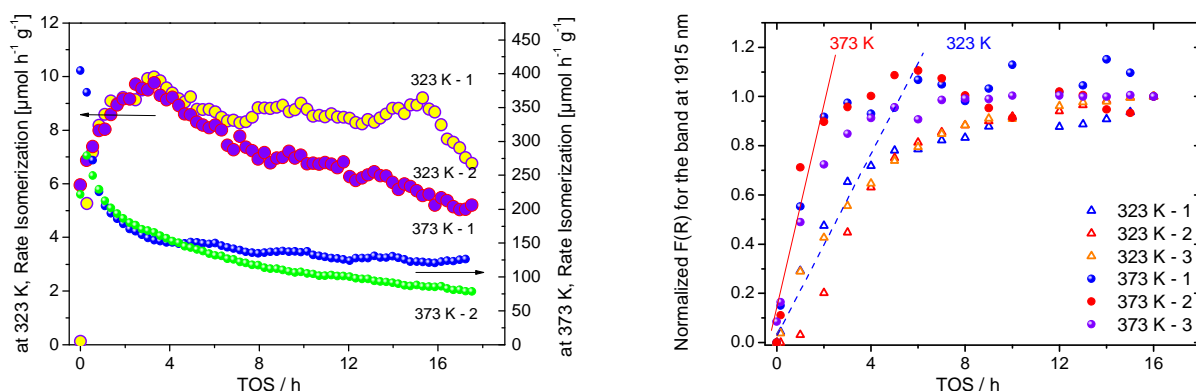 at 323 K, Rate Isomerization [µmol h⁻¹ g⁻¹]
12
10
8
6
4
2
0
0
4
8
12
16
TOS / h
323 K - 1
323 K - 2
373 K - 1
373 K - 2
450
400
350
300
250
200
150
100
50
0
at 373 K, Rate Isomerization [µmol h⁻¹ g⁻¹]
Normalized F(R) for the band at 1915 nm
1.2
1.0
0.8
0.6
0.4
0.2
0.0
0
2
4
6
8
10
12
14
16
TOS / h
373 K
323 K
323 K - 1
323 K - 2
323 K - 3
373 K - 1
373 K - 2
373 K - 3